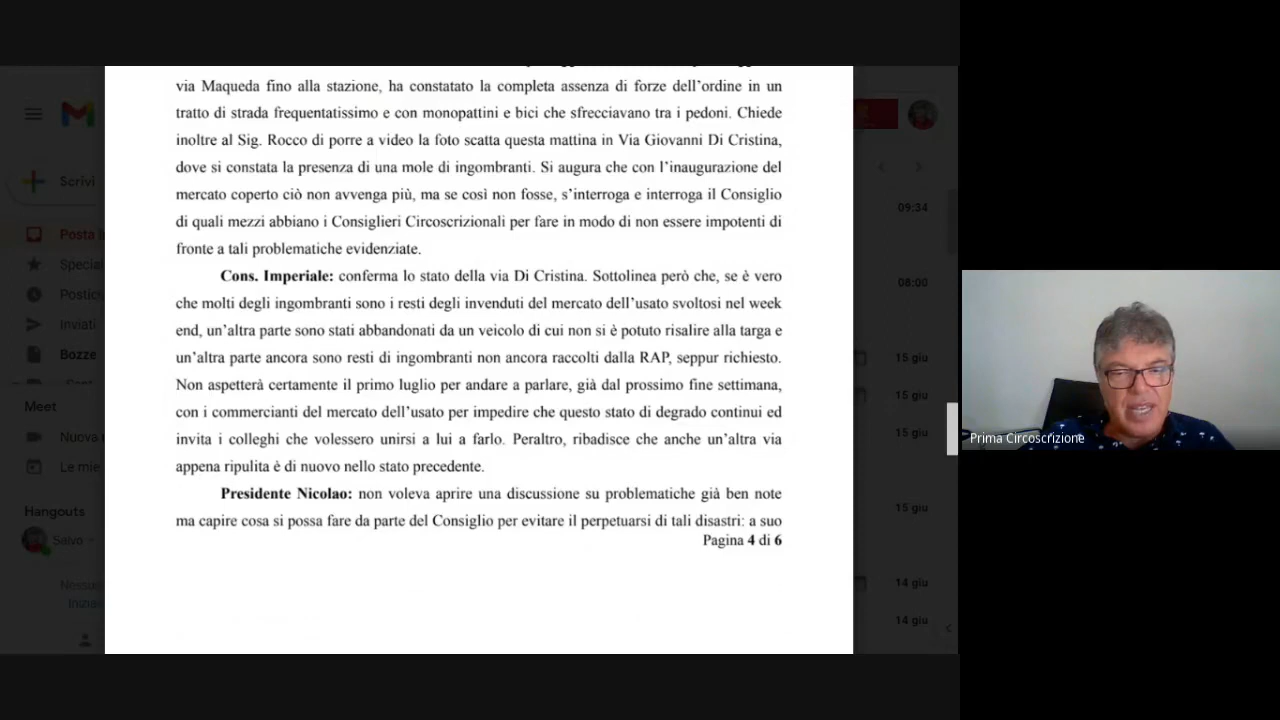 via Maqueda fino alla stazione, ha constatato la completa assenza di forze dell'ordine in un
tratto di strada frequentatissimo e con monopattini e bici che sfrecciavano tra i pedoni. Chiede
inoltre al Sig. Rocco di porre a video la foto scatta questa mattina in Via Giovanni Di Cristina,
dove si constata la presenza di una mole di ingombranti. Si augura che con l'inaugurazione del
mercato coperto ciò non avvenga più, ma se così non fosse, s'interroga e interroga il Consiglio
di quali mezzi abbiano i Consiglieri Circoscrizionali per fare in modo di non essere impotenti di
fronte a tali problematiche evidenziate.
Cons. Imperiale: conferma lo stato della via Di Cristina. Sottolinea però che, se è vero
che molti degli ingombranti sono i resti degli invenduti del mercato dell'usato svoltosi nel week
end, un'altra parte sono stati abbandonati da un veicolo di cui non si è potuto risalire alla targa e
un'altra parte ancora sono resti di ingombranti non ancora raccolti dalla RAP, seppur richiesto.
Non aspetterà certamente il primo luglio per andare a parlare, già dal prossimo fine settimana,
con i commercianti del mercato dell'usato per impedire che questo stato di degrado continui ed
invita i colleghi che volessero unirsi a lui a farlo. Peraltro, ribadisce che anche un'altra via
appena ripulita è di nuovo nello stato precedente.
Presidente Nicolao: non voleva aprire una discussione su problematiche già ben note
ma capire cosa si possa fare da parte del Consiglio per evitare il perpetuarsi di tali disastri: a suo
Pagina 4 di 6
Scrivi
Posta
Special
Inviati
Bozze
Meet
Nuova
Le mie
Hangouts
Salvo
09:34
08:00
15 giu
15 giu
15 giu
15 giu
14 giu
14 giu
Prima Circoscrizione